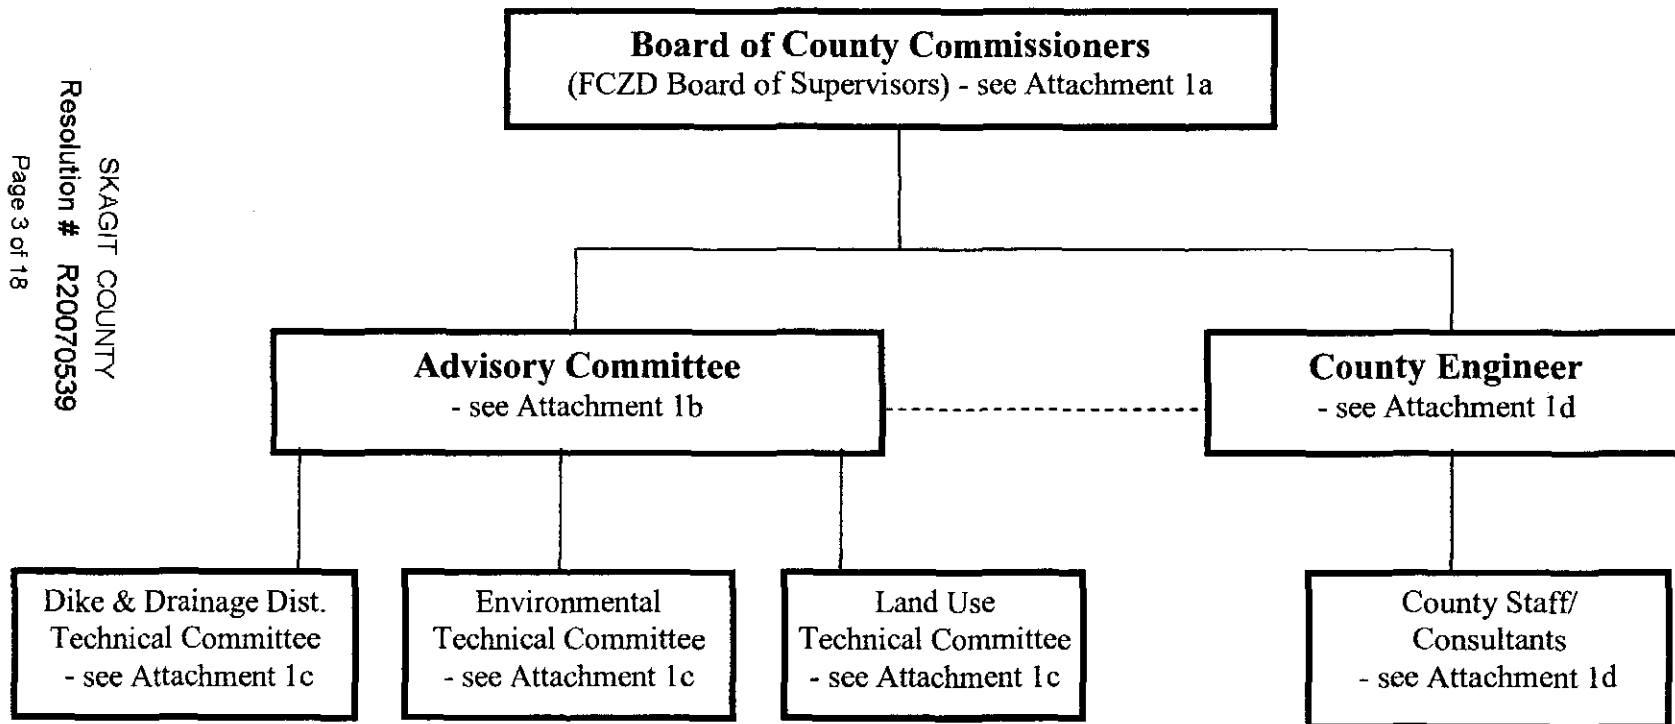 Board of County Commissioners
(FCZD Board of Supervisors) - see Attachment 1a
SKAGIT COUNTY
Resolution # R20070539
Page 3 of 18
Advisory Committee
- see Attachment 1b
County Engineer
- see Attachment 1d
Dike & Drainage Dist.
Technical Committee
- see Attachment 1c
Environmental
Technical Committee
- see Attachment 1c
Land Use
Technical Committee
- see Attachment 1c
County Staff/
Consultants
- see Attachment 1d